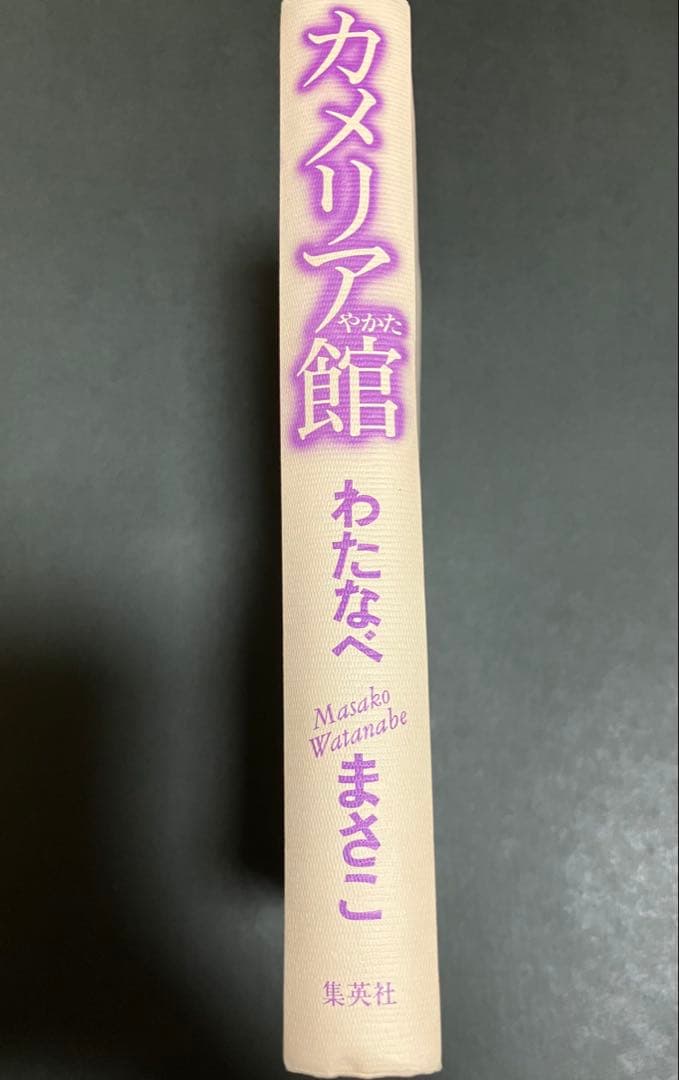 カメリア館
やかた
わたなべ
Masako
Watanabe
まさこ
集英社